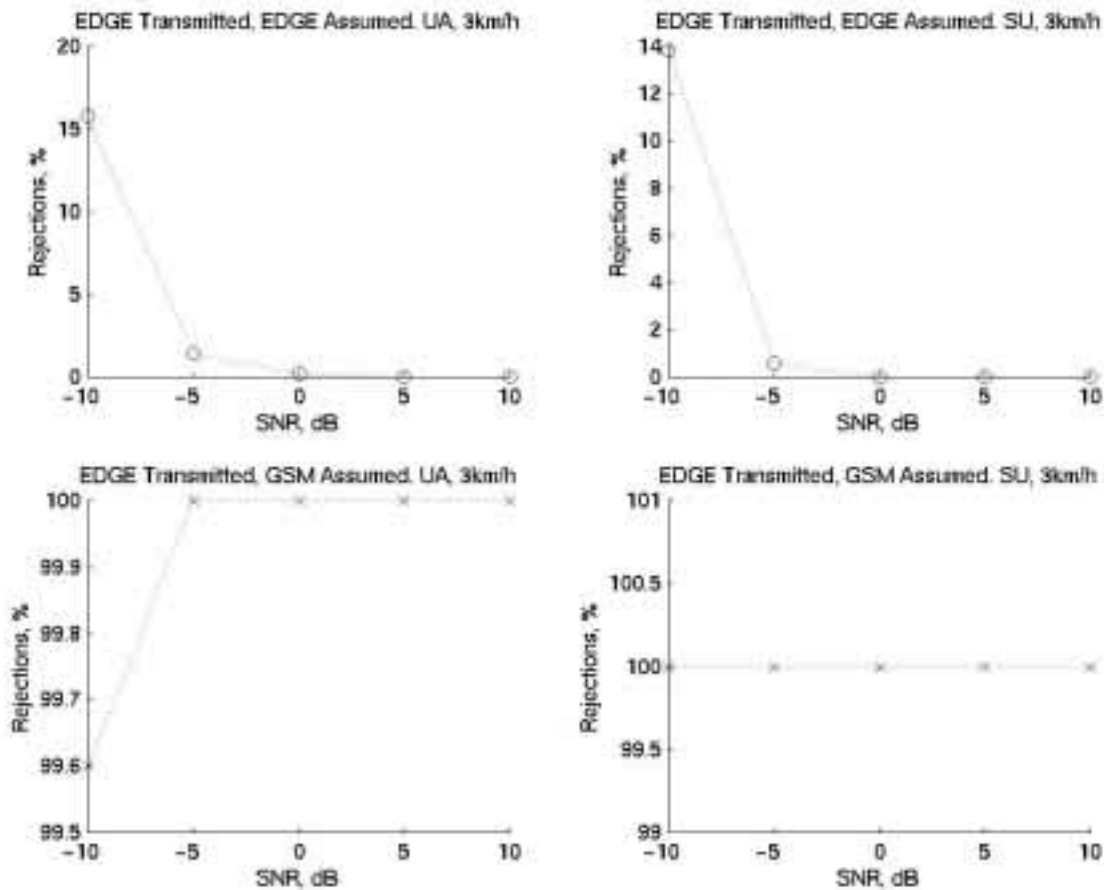 EDGE Transmitted, EDGE Assumed. UA, 3km/h
20
15
10
5
0
Rejections, %
-10 -5 0 5 10
SNR, dB
EDGE Transmitted, EDGE Assumed. SU, 3km/h
14
12
10
8
6
4
2
0
Rejections, %
-10 -5 0 5 10
SNR, dB
EDGE Transmitted, GSM Assumed. UA, 3km/h
100
99.9
99.8
99.7
99.6
99.5
Rejections, %
-10 -5 0 5 10
SNR, dB
EDGE Transmitted, GSM Assumed. SU, 3km/h
101
100.5
100
99.5
99
Rejections, %
-10 -5 0 5 10
SNR, dB